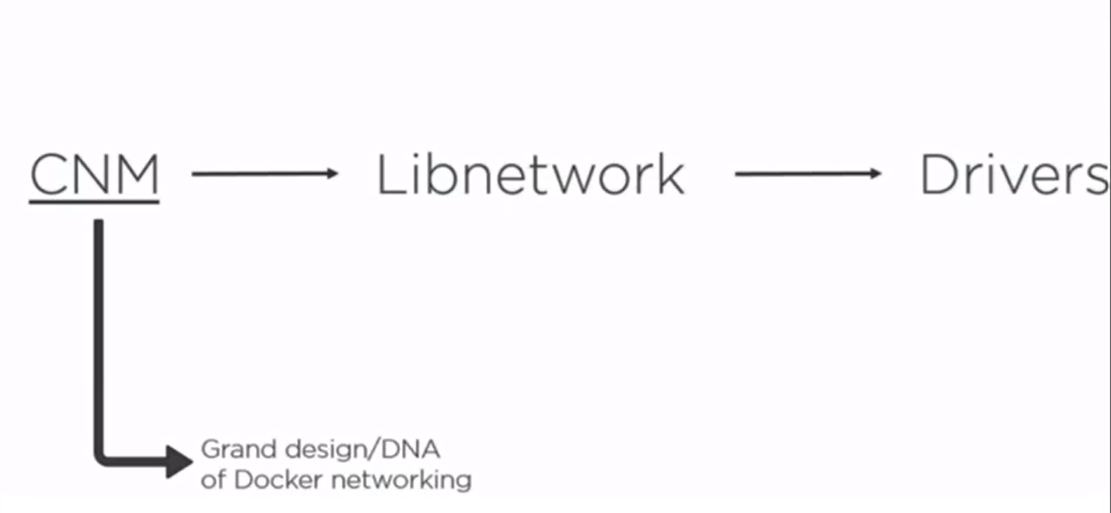 CNM
Libnetwork
Drivers
Grand design/DNA
of Docker networking